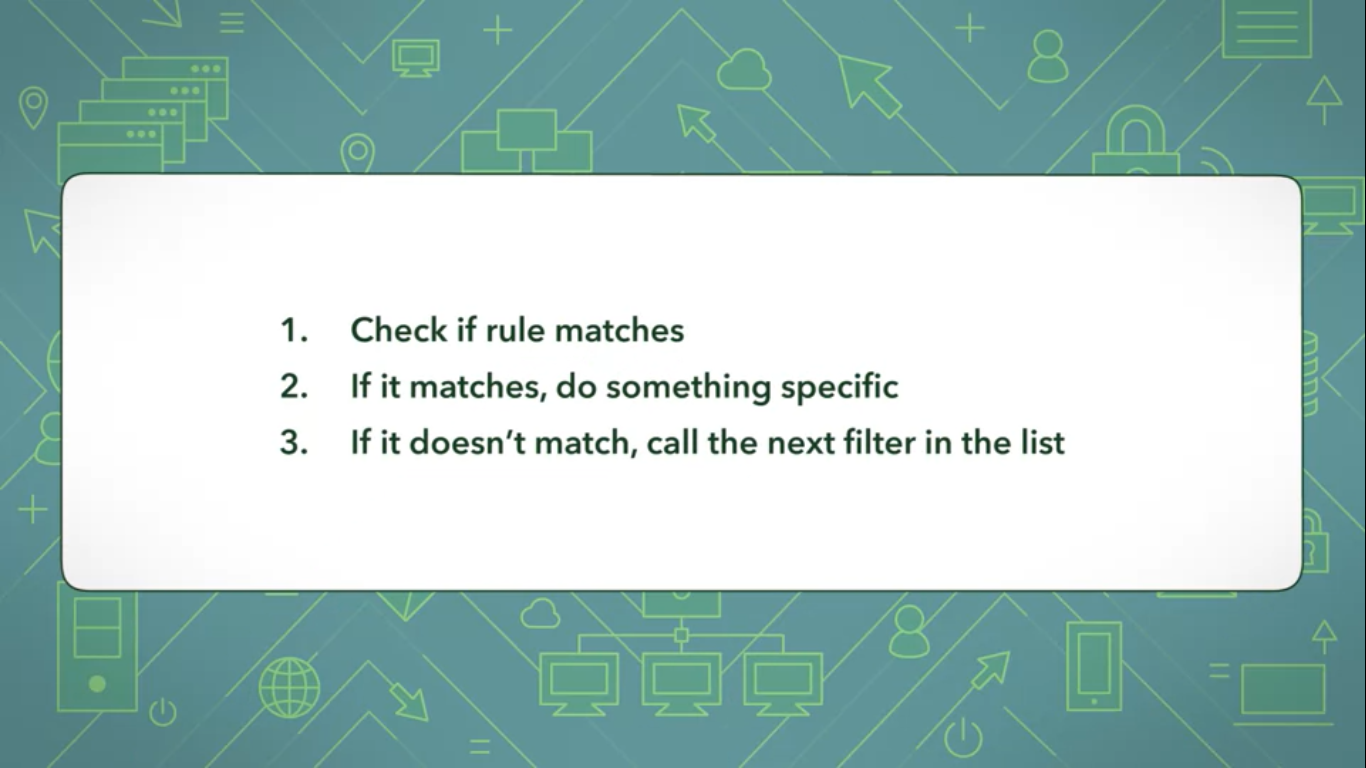 1. Check if rule matches
2. If it matches, do something specific
3. If it doesn’t match, call the next filter in the list